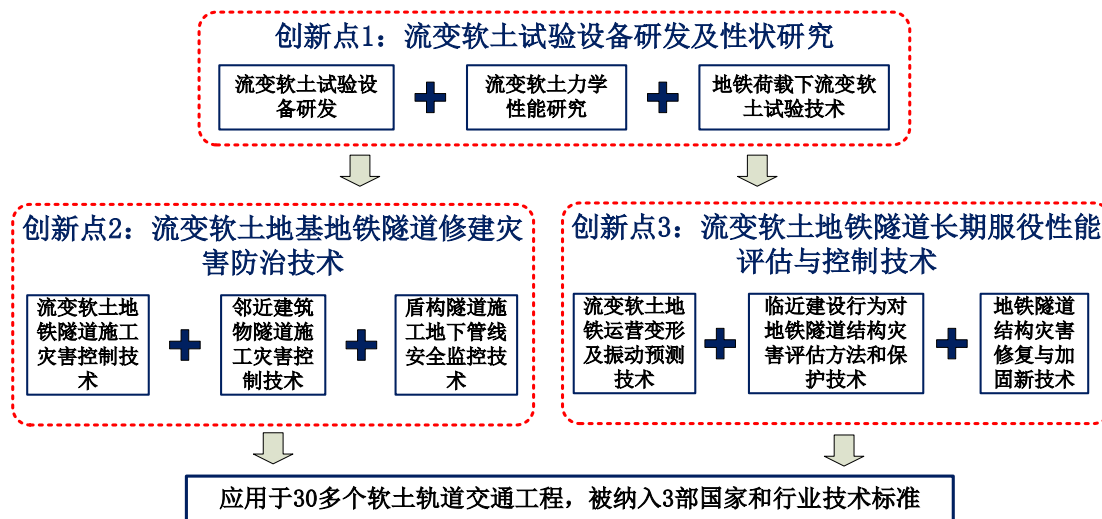 创新点1：流变软土试验设备研发及性状研究
流变软土试验设
备研发
流变软土力学
性能研究
地铁荷载下流变软
土试验技术
创新点2：流变软土地基地铁隧道修建灾
害防治技术
流变软土地
铁隧道施工
灾害控制技
术
邻近建筑
物隧道施
工灾害控
制技术
盾构隧道施
工地下管线
安全监控技
术
创新点3：流变软土地铁隧道长期服役性能
评估与控制技术
流变软土地
铁运营变形
及振动预测
技术
临近建设行为对
地铁隧道结构灾
害评估方法和保
护技术
地铁隧道
结构灾害
修复与加
固新技术
应用于30多个软土轨道交通工程，被纳入3部国家和行业技术标准